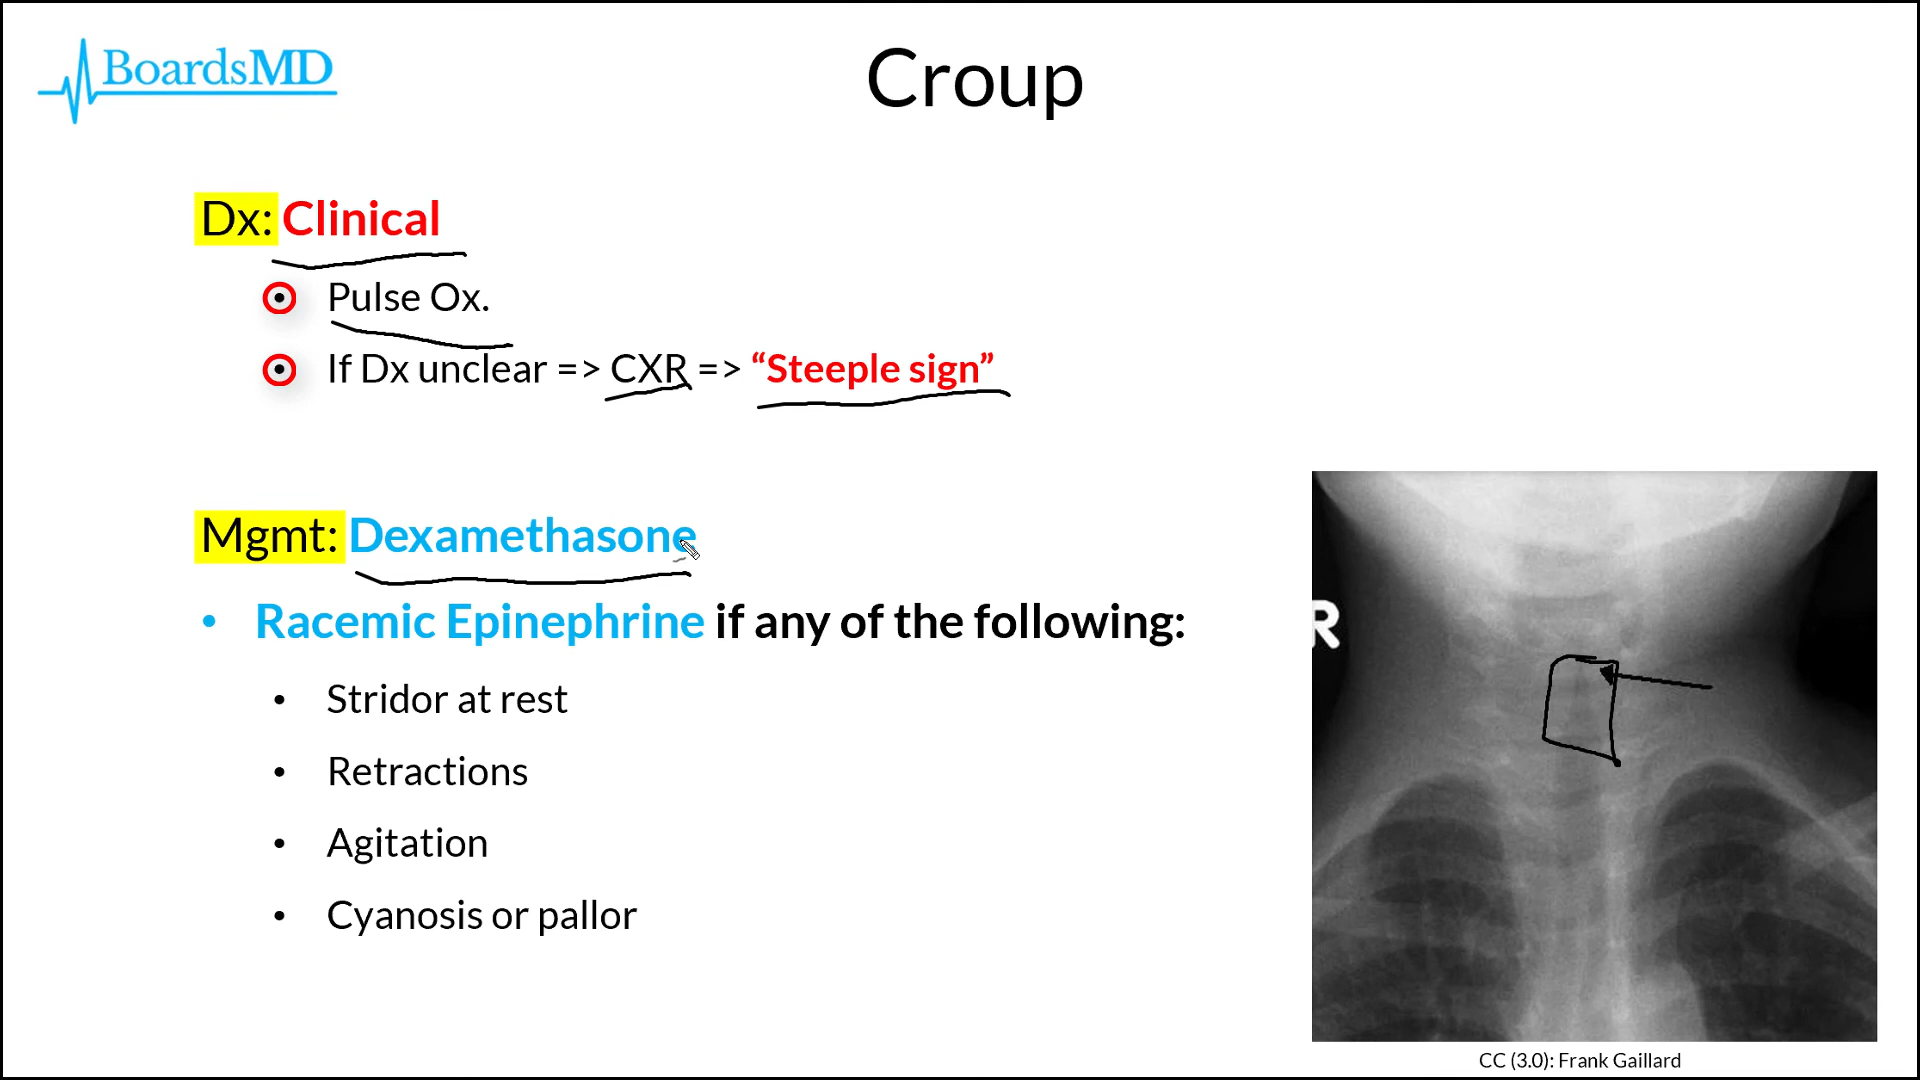 BoardsMD
Croup
Dx: Clinical
Pulse Ox.
If Dx unclear => CXR => “Steeple sign”
Mgmt: Dexamethasone
• Racemic Epinephrine if any of the following:
• Stridor at rest
• Retractions
• Agitation
• Cyanosis or pallor
R
CC (3.0): Frank Gaillard